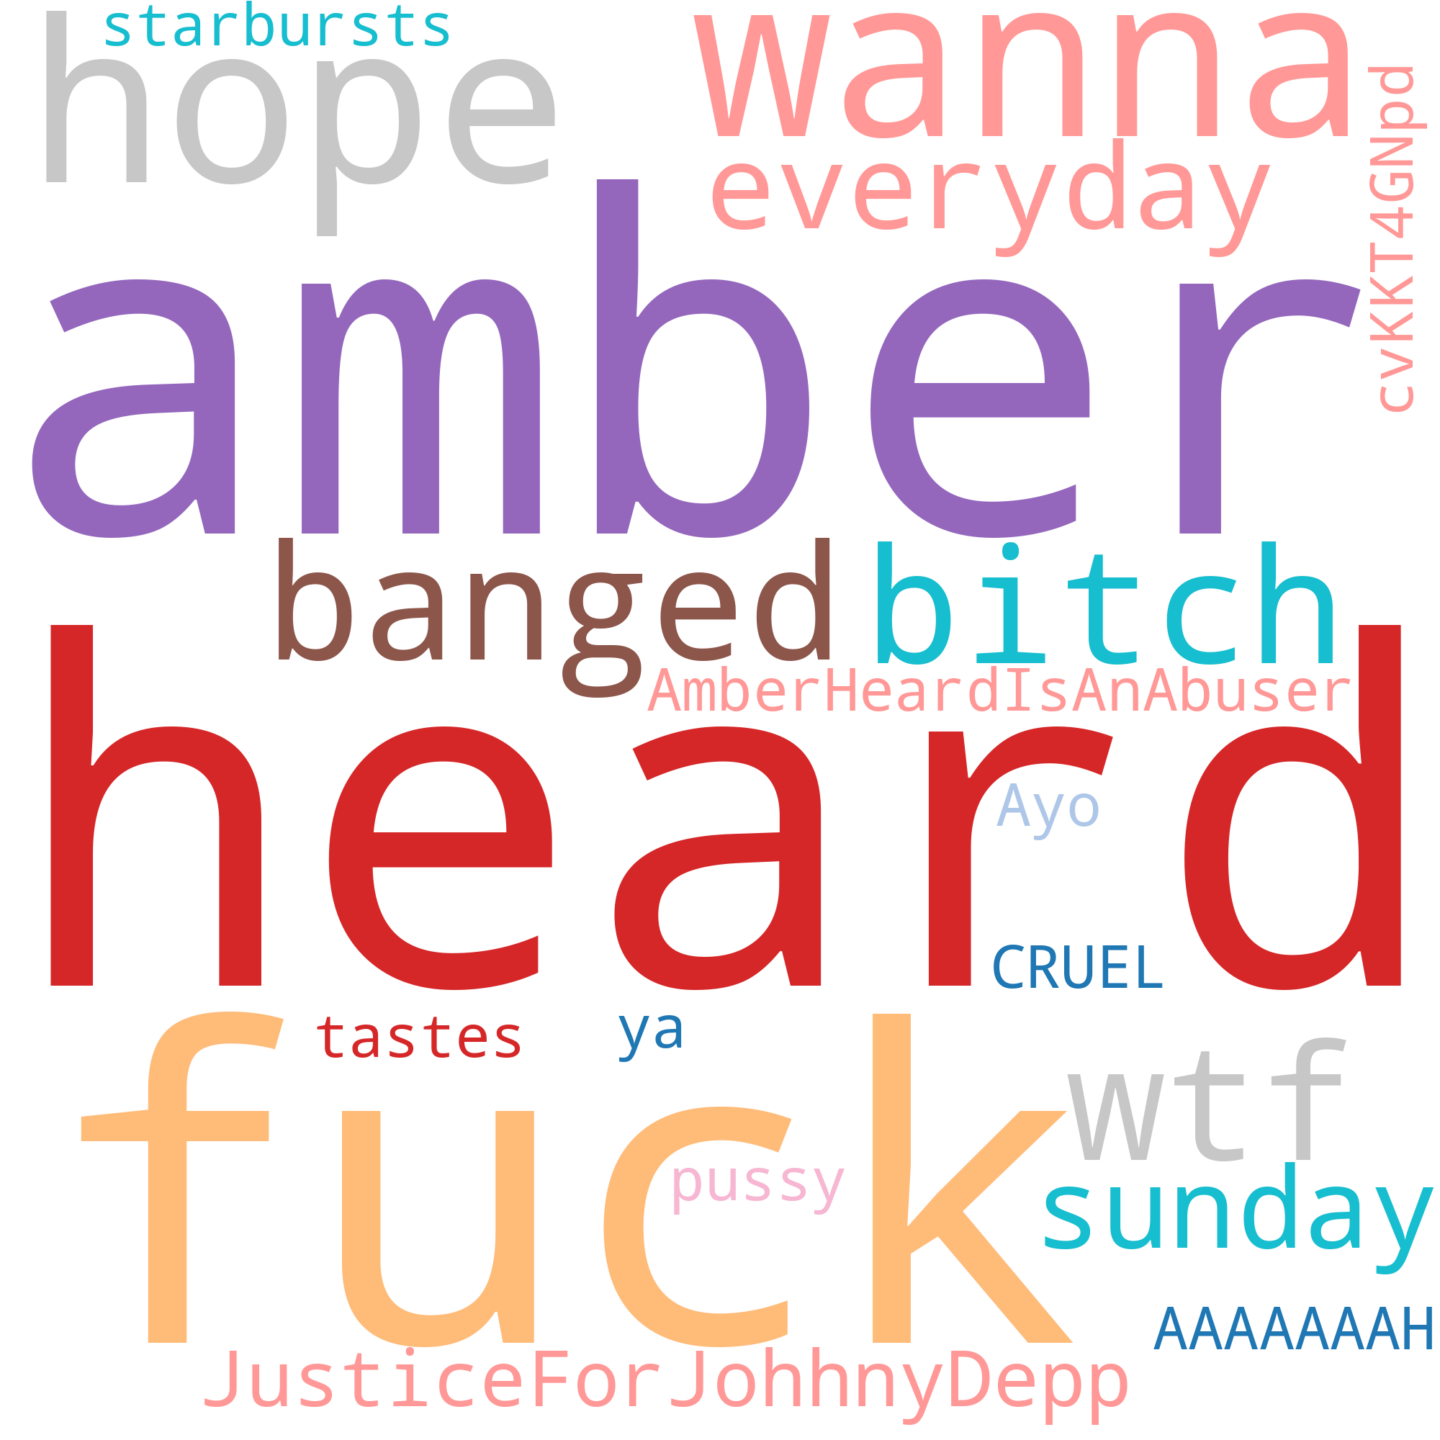 starbursts
hope
wanna
everyday
cvKKT4GNpd
amber
banged
bitch
AmberHeardIsAnAbuser
heard
Ayo
CRUEL
tastes
ya
fuck
wtf
pussy
sunday
AAAAAAAH
JusticeForJohhnyDepp